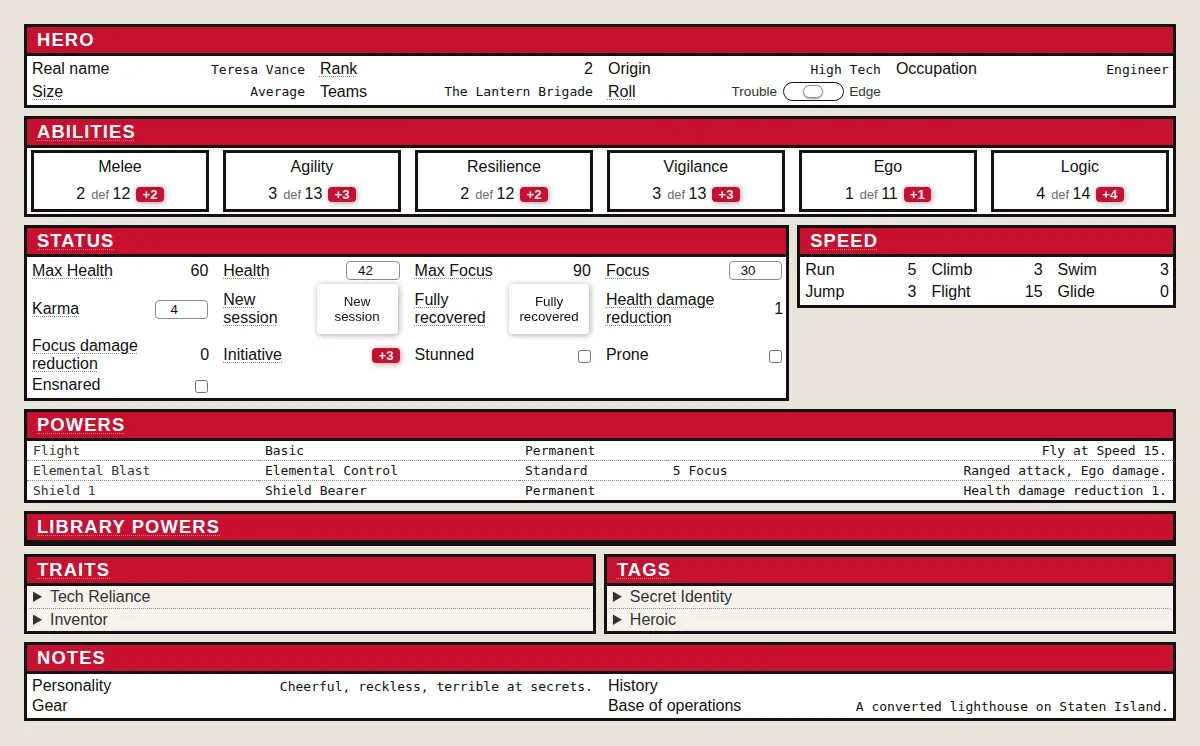 HERO
Real name Teresa Vance Rank 2 Origin High Tech Occupation Engineer
Size Average Teams The Lantern Brigade Roll Trouble Edge
ABILITIES
Melee Agility Resilience Vigilance Ego Logic
2 def 12 +2 3 def 13 +3 2 def 12 +2 3 def 13 +3 1 def 11 +1 4 def 14 +4
STATUS
Max Health 60 Health 42 Max Focus 90 Focus 30
Karma 4 New session New session Fully recovered Fully recovered Health damage reduction 1
Focus damage reduction 0 Initiative +3 Stunned Prone
Ensnared
SPEED
Run 5 Climb 3 Swim 3
Jump 3 Flight 15 Glide 0
POWERS
Flight Basic Permanent Fly at Speed 15.
Elemental Blast Elemental Control Standard 5 Focus Ranged attack, Ego damage.
Shield 1 Shield Bearer Permanent Health damage reduction 1.
LIBRARY POWERS
TRAITS
Tech Reliance
Inventor
TAGS
Secret Identity
Heroic
NOTES
Personality Cheerful, reckless, terrible at secrets. History
Gear Base of operations A converted lighthouse on Staten Island.